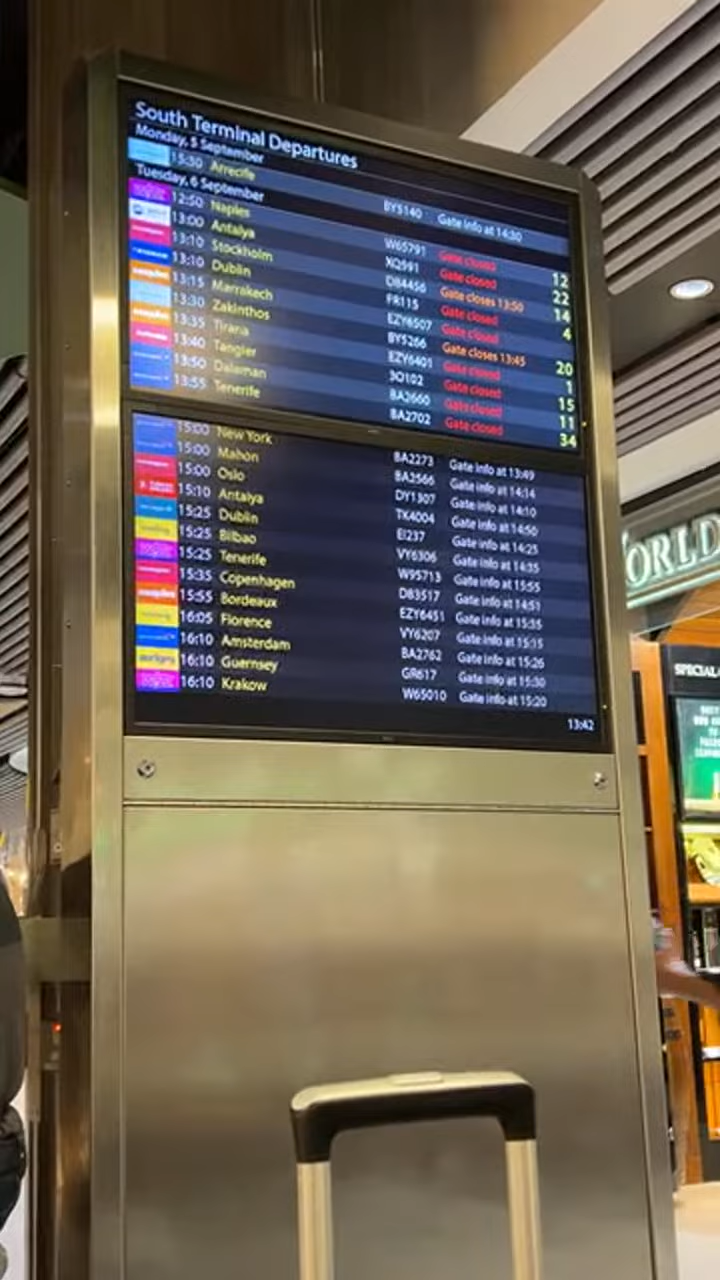 South Terminal Departures
Monday, 5 September
15:30 Arrecife BY5140 Gate info at 14:30
Tuesday, 6 September
12:50 Naples W65791 Gate closed 12
13:00 Antalya XQ591 Gate closed 22
13:10 Stockholm D84456 Gate closes 13:50 14
13:10 Dublin FR115 Gate closed 4
13:15 Marrakech EZY6507 Gate closed
13:30 Zakinthos BY5266 Gate closes 13:45 20
13:35 Tirana EZY6401 Gate closed 1
13:40 Tangier 3O102 Gate closed 15
13:50 Dalaman BA2660 Gate closed 11
13:55 Tenerife BA2702 Gate closed 34
15:00 New York BA2273 Gate info at 13:49
15:00 Mahon BA2566 Gate info at 14:14
15:00 Oslo DY1307 Gate info at 14:10
15:10 Antalya TK4004 Gate info at 14:50
15:25 Dublin EI237 Gate info at 14:25
15:25 Bilbao VY6306 Gate info at 14:35
15:25 Tenerife W95713 Gate info at 15:55
15:35 Copenhagen D83517 Gate info at 14:51
15:55 Bordeaux EZY6451 Gate info at 15:35
16:05 Florence VY6207 Gate info at 15:15
16:10 Amsterdam BA2762 Gate info at 15:26
16:10 Guernsey GR617 Gate info at 15:30
16:10 Krakow W65010 Gate info at 15:20
13:42
ORLD
SPECIAL